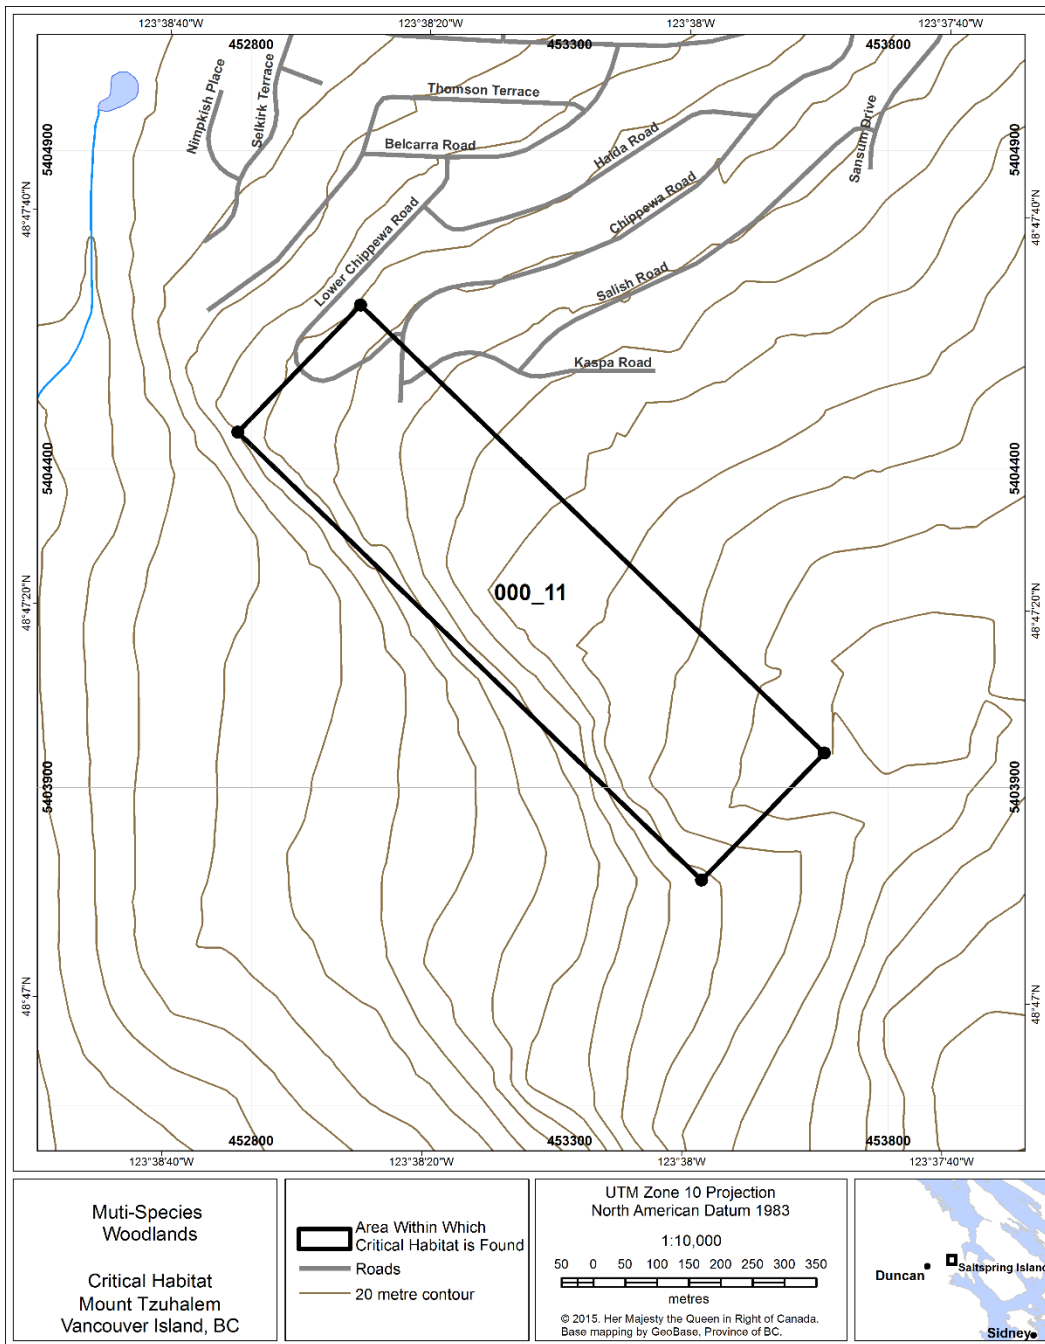 123°38'40"W
123°38'20"W
123°38'W
123°37'40"W
452800
453300
453800
Nimpkish Place
Selkirk Terrace
Thomson Terrace
Belcarra Road
Haida Road
Sansum Drive
5404900
5404900
48°47'40"N
48°47'40"N
Chippewa Road
Lower Chippewa Road
Salish Road
Kaspa Road
5404400
5404400
000_11
48°47'20"N
48°47'20"N
5403900
5403900
48°47'N
48°47'N
452800
453300
453800
123°38'40"W
123°38'20"W
123°38'W
123°37'40"W
Muti-Species
Woodlands
Critical Habitat
Mount Tzuhalem
Vancouver Island, BC
Area Within Which
Critical Habitat is Found
Roads
20 metre contour
UTM Zone 10 Projection
North American Datum 1983
1:10,000
50 0 50 100 150 200 250 300 350
metres
© 2015. Her Majesty the Queen in Right of Canada.
Base mapping by GeoBase, Province of BC.
Saltspring Island
Duncan
Sidney